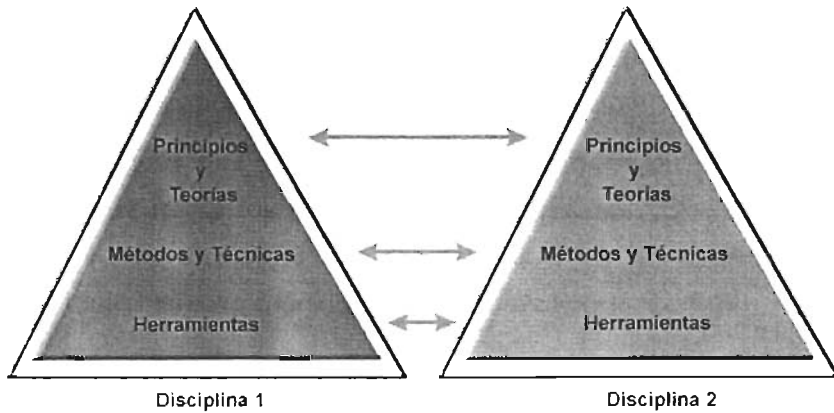 Principios
y
Teorías
Métodos y Técnicas
Herramientas
Disciplina 1
Principios
y
Teorías
Métodos y Técnicas
Herramientas
Disciplina 2